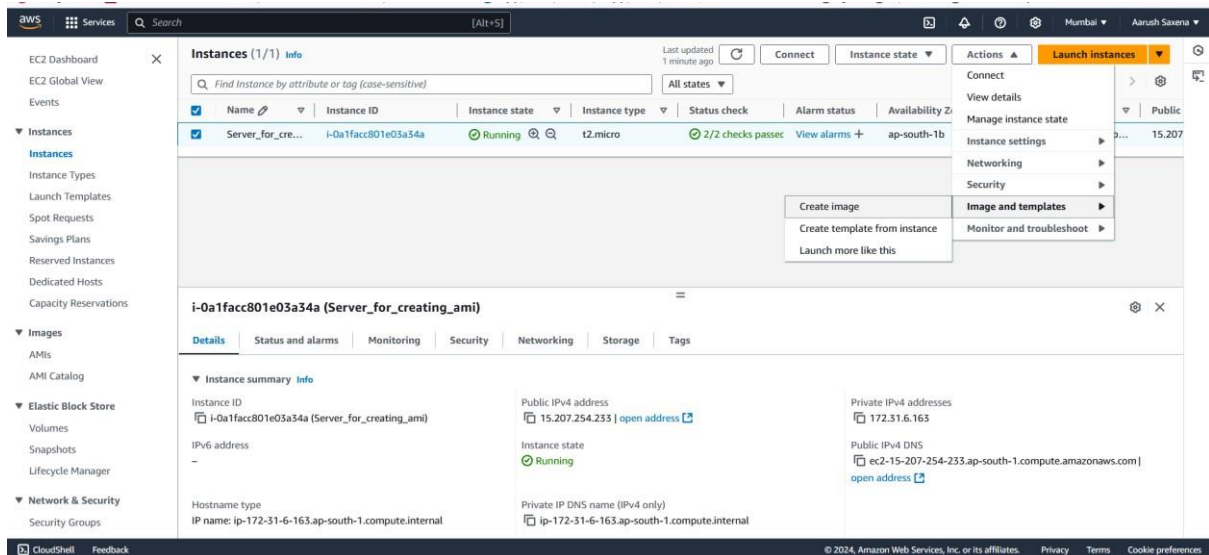 aws Services Search [Alt+S] Mumbai Aarush Saxena
EC2 Dashboard
EC2 Global View
Events
Instances
Instances
Instance Types
Launch Templates
Spot Requests
Savings Plans
Reserved Instances
Dedicated Hosts
Capacity Reservations
Images
AMIs
AMI Catalog
Elastic Block Store
Volumes
Snapshots
Lifecycle Manager
Network & Security
Security Groups
Instances (1/1) Info
Last updated
1 minute ago
Connect Instance state Actions Launch instances
Find Instance by attribute or tag (case-sensitive) All states
Name Instance ID Instance state Instance type Status check Alarm status Availability Z Public
Server_for_cre... i-0a1facc801e03a34a Running t2.micro 2/2 checks passec View alarms + ap-south-1b 15.207
Connect
View details
Manage instance state
Instance settings
Networking
Security
Image and templates
Monitor and troubleshoot
Create image
Create template from instance
Launch more like this
i-0a1facc801e03a34a (Server_for_creating_ami)
Details Status and alarms Monitoring Security Networking Storage Tags
Instance summary Info
Instance ID
i-0a1facc801e03a34a (Server_for_creating_ami)
Public IPv4 address
15.207.254.233 | open address
Private IPv4 addresses
172.31.6.163
IPv6 address
–
Instance state
Running
Public IPv4 DNS
ec2-15-207-254-233.ap-south-1.compute.amazonaws.com |
open address
Hostname type
IP name: ip-172-31-6-163.ap-south-1.compute.internal
Private IP DNS name (IPv4 only)
ip-172-31-6-163.ap-south-1.compute.internal
CloudShell Feedback © 2024, Amazon Web Services, Inc. or its affiliates. Privacy Terms Cookie preferences